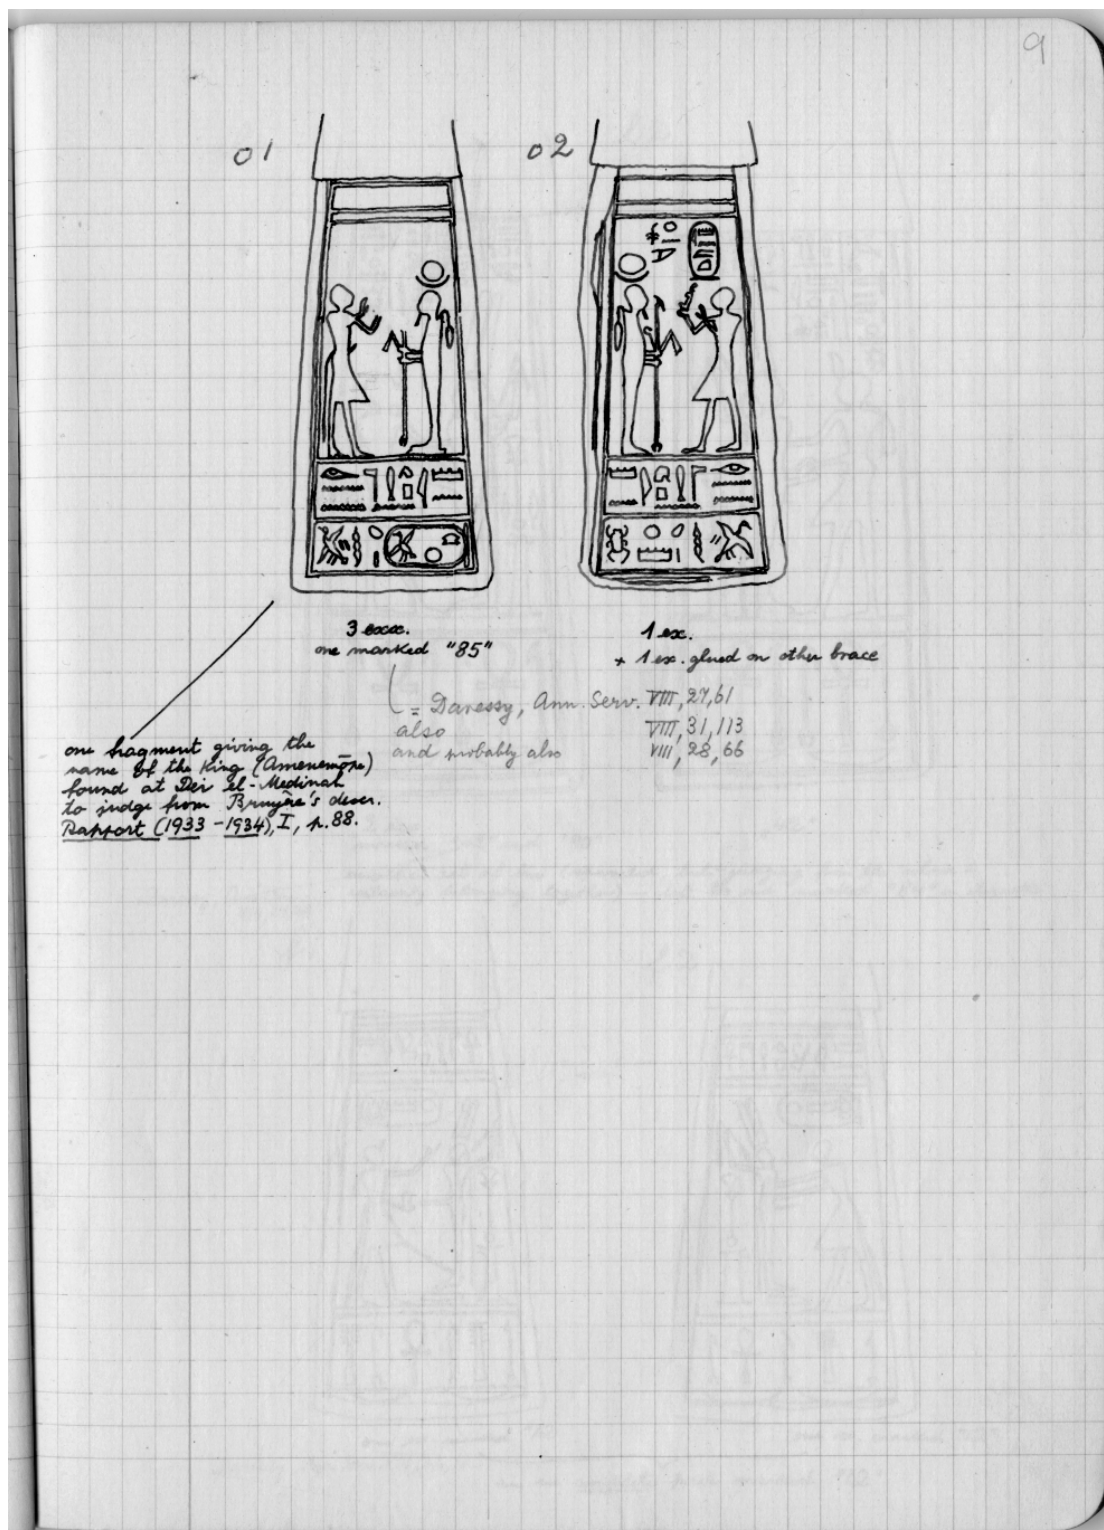 9
01
02
3 exx.
one marked "85"
1 ex.
+ 1 ex. glued on other brace
= Daressy, Ann. Serv. VIII, 27, 61
also VIII, 31, 113
and probably also VIII, 28, 66
one fragment giving the
name of the King (Amenemōpe)
found at Deir el-Medinah
to judge from Bruyère's descr.
Rapport (1933-1934), I, p. 88.